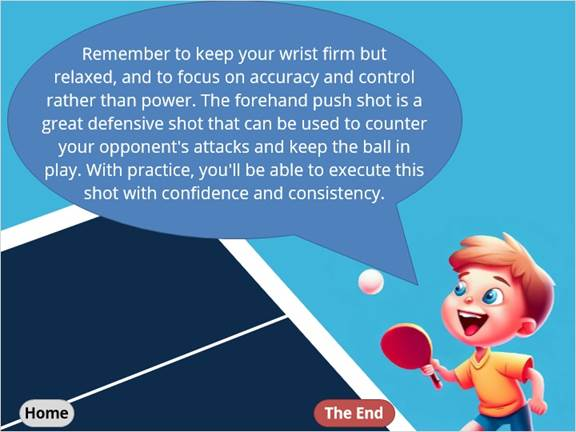 Remember to keep your wrist firm but
relaxed, and to focus on accuracy and control
rather than power. The forehand push shot is a
great defensive shot that can be used to counter
your opponent's attacks and keep the ball in
play. With practice, you'll be able to execute this
shot with confidence and consistency.
Home
The End